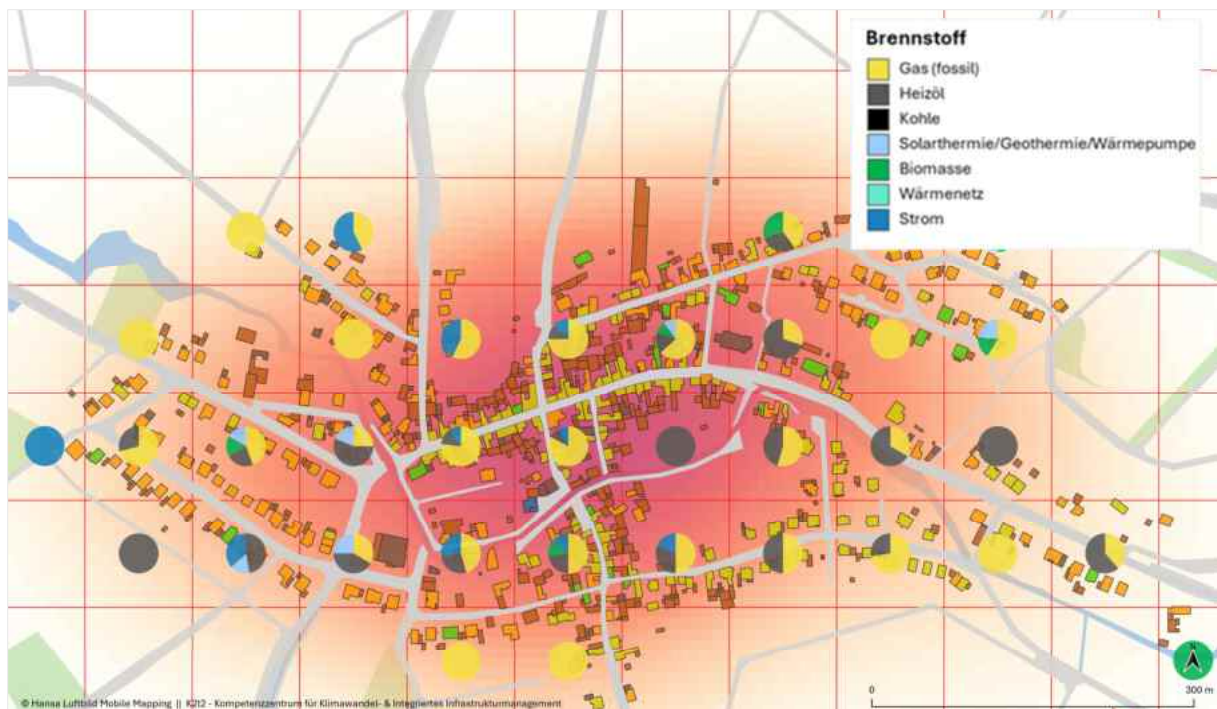 Brennstoff
Gas (fossil)
Heizöl
Kohle
Solarthermie/Geothermie/Wärmepumpe
Biomasse
Wärmenetz
Strom
N
0 300 m
© Hansa Luftbild Mobile Mapping || K212 - Kompetenzzentrum für Klimawandel- & Integriertes Infrastrukturmanagement